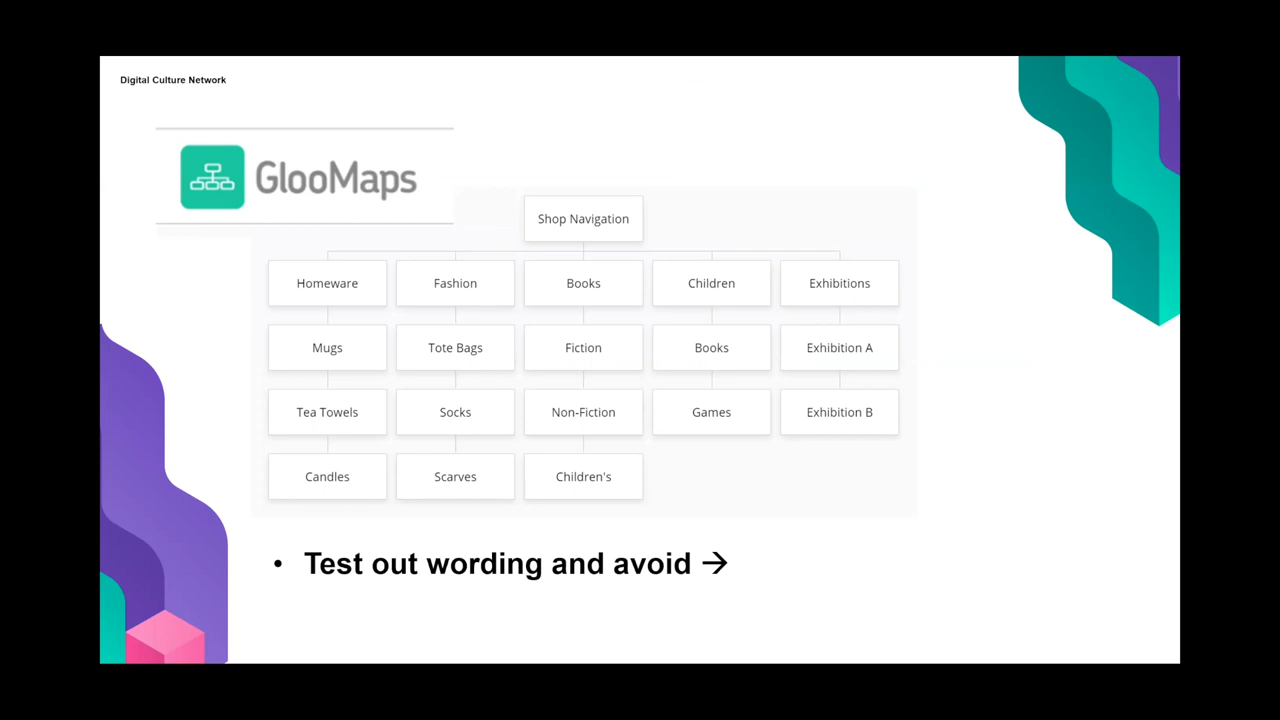 Digital Culture Network
GlooMaps
Shop Navigation
Homeware Fashion Books Children Exhibitions
Mugs Tote Bags Fiction Books Exhibition A
Tea Towels Socks Non-Fiction Games Exhibition B
Candles Scarves Children's
• Test out wording and avoid →